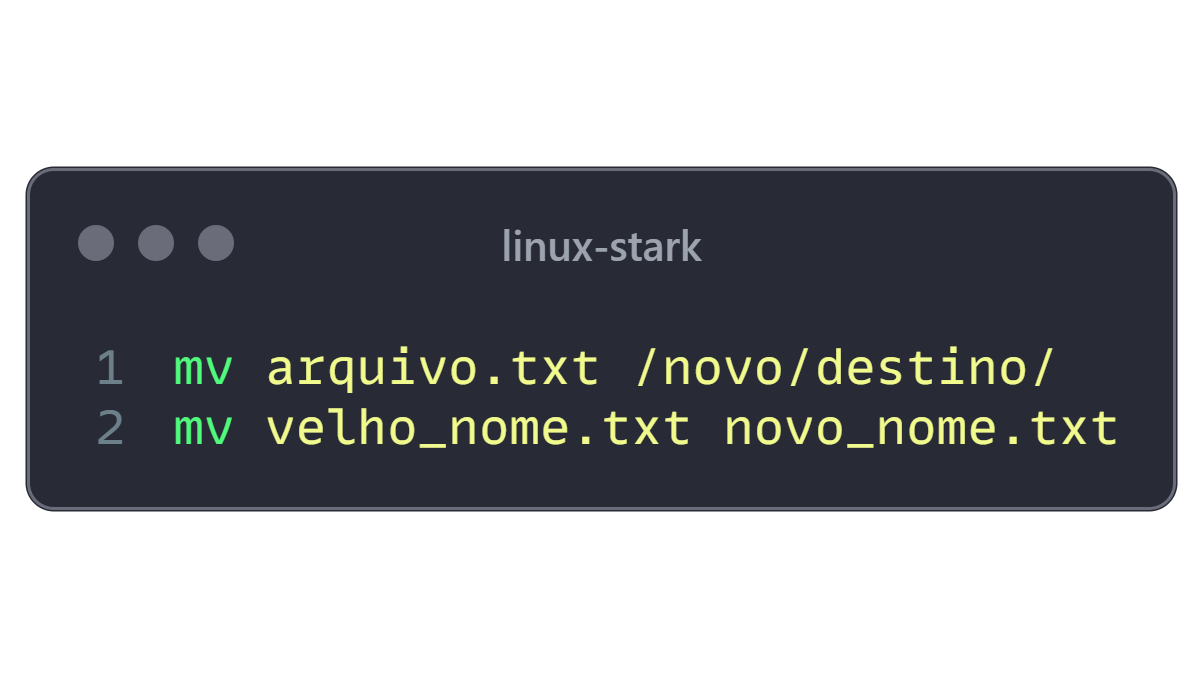 linux-stark
1 mv arquivo.txt /novo/destino/
2 mv velho_nome.txt novo_nome.txt